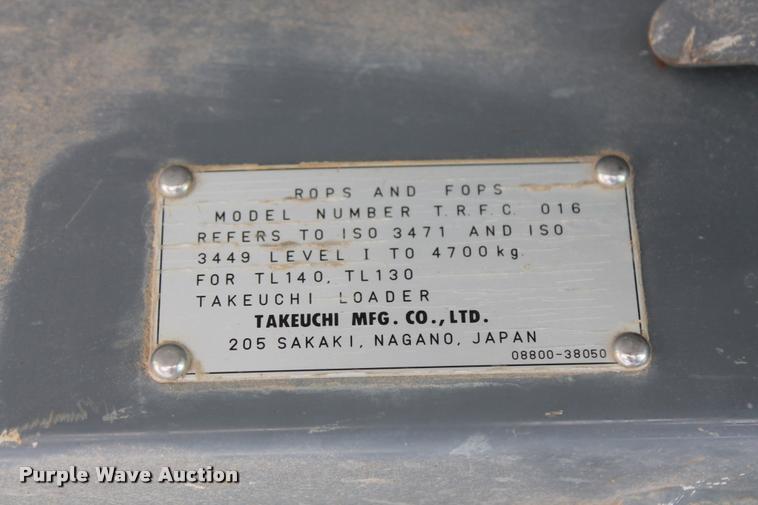 ROPS AND FOPS
MODEL NUMBER T.R.F.C. 016
REFERS TO ISO 3471 AND ISO
3449 LEVEL I TO 4700kg.
FOR TL140, TL130
TAKEUCHI LOADER
TAKEUCHI MFG. CO., LTD.
205 SAKAKI, NAGANO, JAPAN
08800-38050
Purple Wave Auction